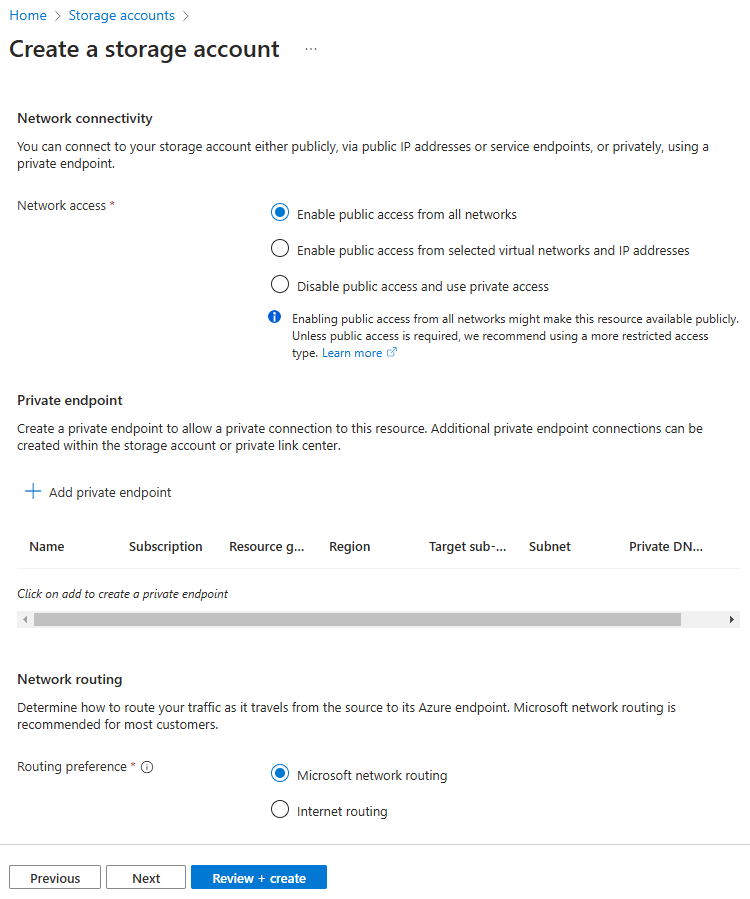 Home > Storage accounts >
Create a storage account ...
Network connectivity
You can connect to your storage account either publicly, via public IP addresses or service endpoints, or privately, using a
private endpoint.
Network access *
Enable public access from all networks
Enable public access from selected virtual networks and IP addresses
Disable public access and use private access
Enabling public access from all networks might make this resource available publicly.
Unless public access is required, we recommend using a more restricted access
type. Learn more
Private endpoint
Create a private endpoint to allow a private connection to this resource. Additional private endpoint connections can be
created within the storage account or private link center.
+ Add private endpoint
Name Subscription Resource g... Region Target sub-... Subnet Private DN...
Click on add to create a private endpoint
Network routing
Determine how to route your traffic as it travels from the source to its Azure endpoint. Microsoft network routing is
recommended for most customers.
Routing preference *
Microsoft network routing
Internet routing
Previous Next Review + create